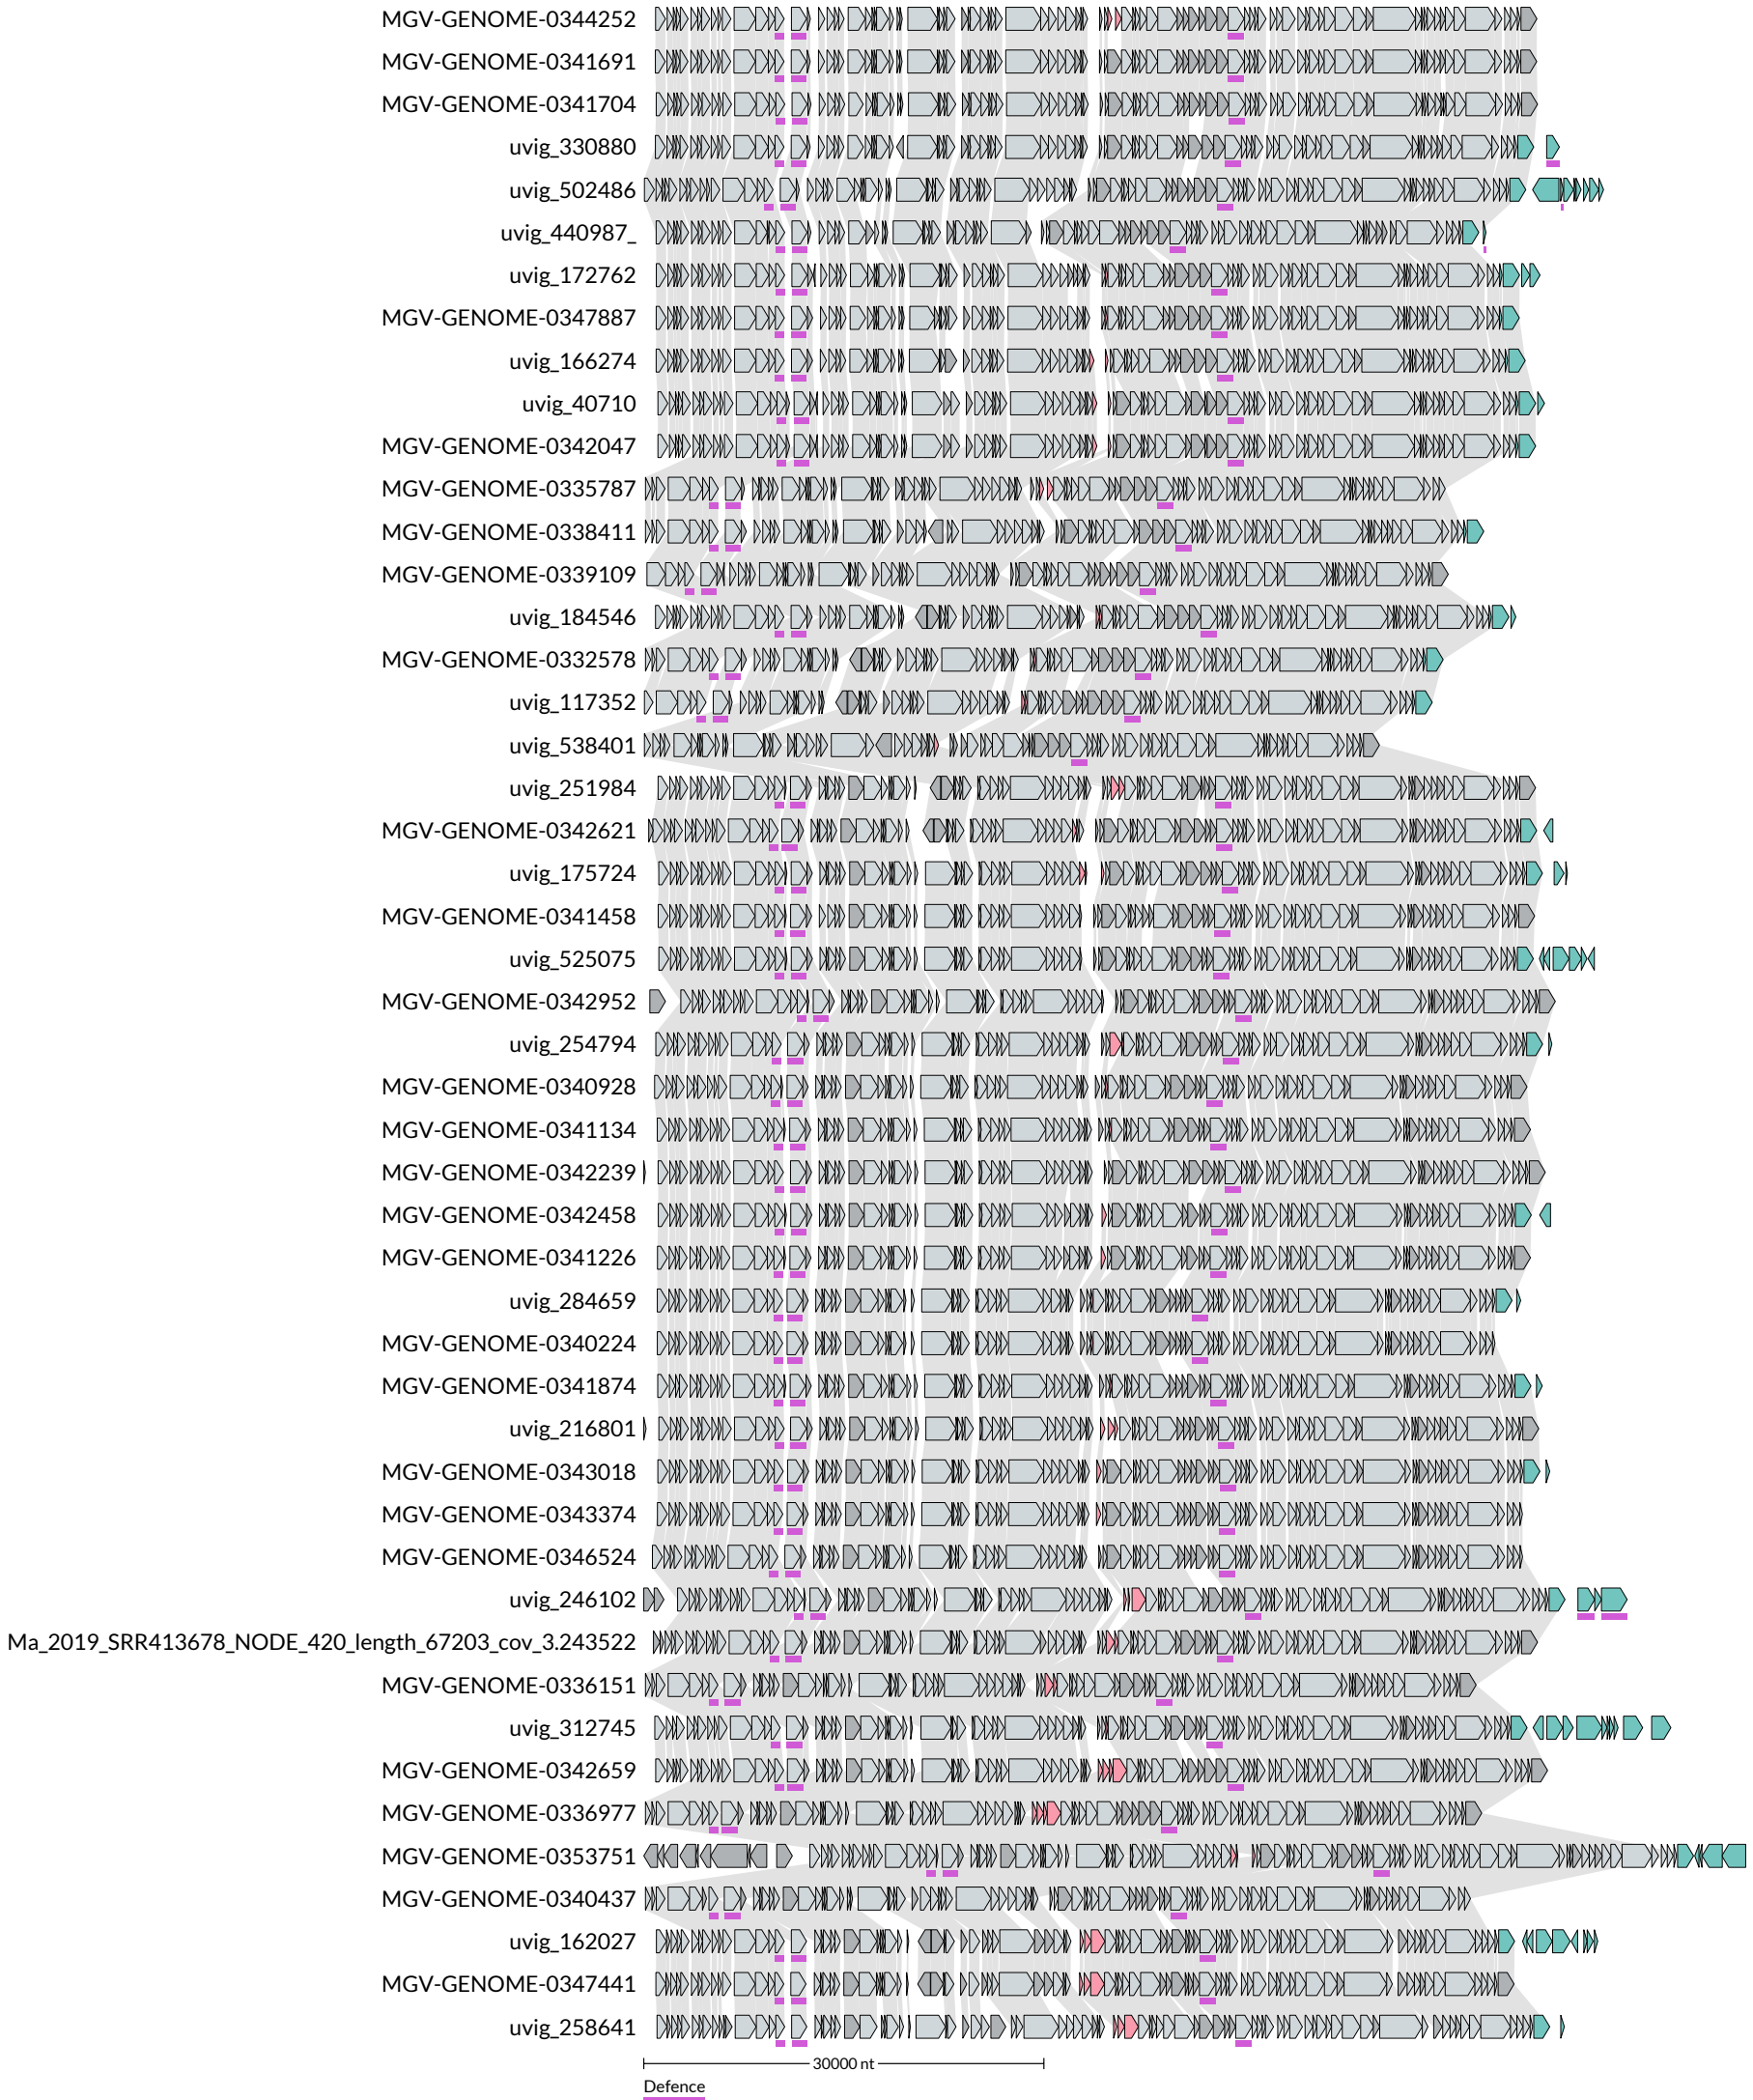 MGV-GENOME-0344252
MGV-GENOME-0341691
MGV-GENOME-0341704
uvig_330880
uvig_502486
uvig_440987_
uvig_172762
MGV-GENOME-0347887
uvig_166274
uvig_40710
MGV-GENOME-0342047
MGV-GENOME-0335787
MGV-GENOME-0338411
MGV-GENOME-0339109
uvig_184546
MGV-GENOME-0332578
uvig_117352
uvig_538401
uvig_251984
MGV-GENOME-0342621
uvig_175724
MGV-GENOME-0341458
uvig_525075
MGV-GENOME-0342952
uvig_254794
MGV-GENOME-0340928
MGV-GENOME-0341134
MGV-GENOME-0342239
MGV-GENOME-0342458
MGV-GENOME-0341226
uvig_284659
MGV-GENOME-0340224
MGV-GENOME-0341874
uvig_216801
MGV-GENOME-0343018
MGV-GENOME-0343374
MGV-GENOME-0346524
uvig_246102
Ma_2019_SRR413678_NODE_420_length_67203_cov_3.243522
MGV-GENOME-0336151
uvig_312745
MGV-GENOME-0342659
MGV-GENOME-0336977
MGV-GENOME-0353751
MGV-GENOME-0340437
uvig_162027
MGV-GENOME-0347441
uvig_258641
30000 nt
Defence